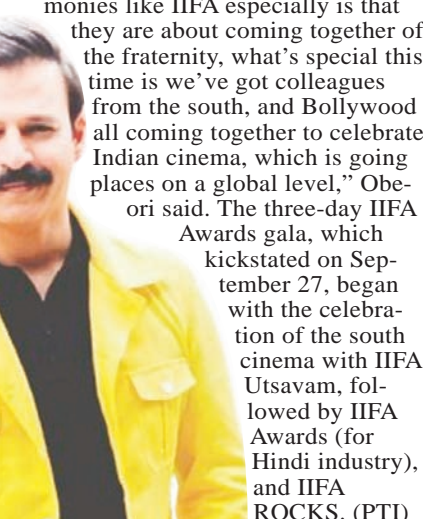 monies like IIFA especially is that
they are about coming together of
the fraternity, what's special this
time is we've got colleagues
from the south, and Bollywood
all coming together to celebrate
Indian cinema, which is going
places on a global level,” Obe-
ori said. The three-day IIFA
Awards gala, which
kickstated on Sep-
tember 27, began
with the celebra-
tion of the south
cinema with IIFA
Utsavam, fol-
lowed by IIFA
Awards (for
Hindi industry),
and IIFA
ROCKS. (PTI)